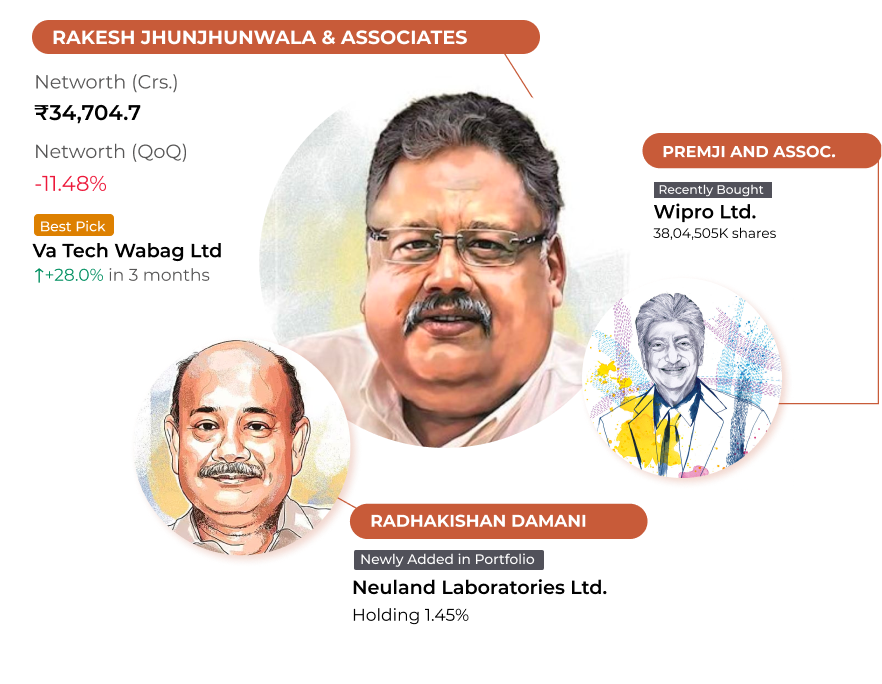 RAKESH JHUNJHUNWALA & ASSOCIATES
Networth (Crs.)
₹34,704.7
Networth (QoQ)
-11.48%
Best Pick
Va Tech Wabag Ltd
↑+28.0% in 3 months
PREMJI AND ASSOC.
Recently Bought
Wipro Ltd.
38,04,505K shares
RADHAKISHAN DAMANI
Newly Added in Portfolio
Neuland Laboratories Ltd.
Holding 1.45%